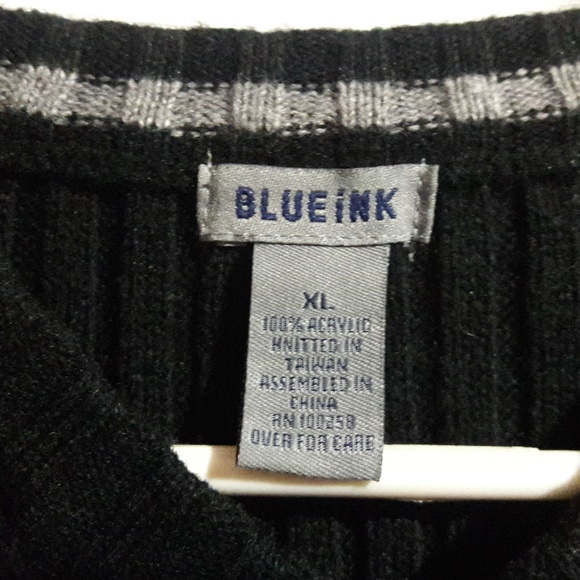 BLUEiNK
XL
100% ACRYLIC
KNITTED IN
TAIWAN
ASSEMBLED IN
CHINA
RN 100258
OVER FOR CARE